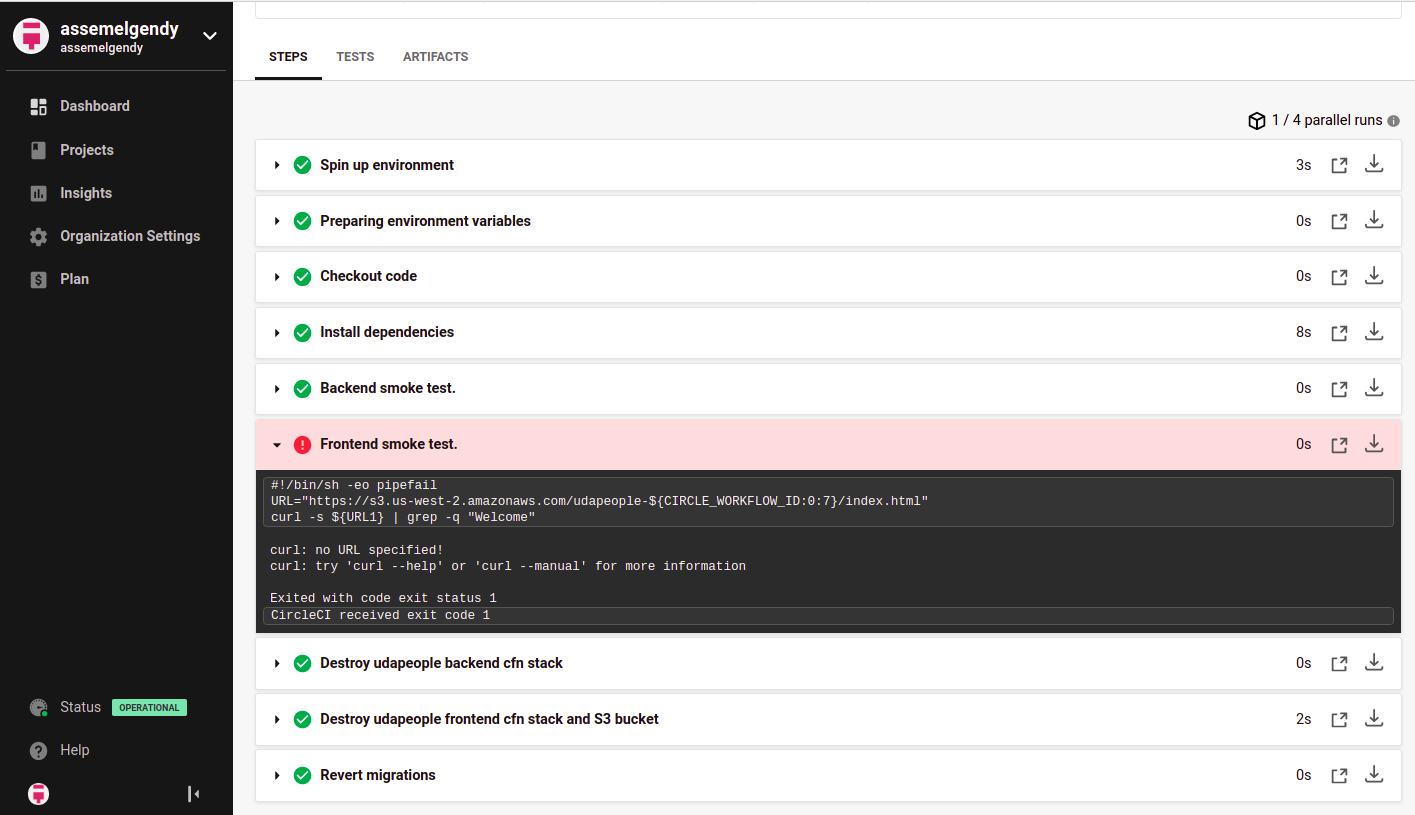 assemelgendy
assemelgendy
Dashboard
Projects
Insights
Organization Settings
Plan
Status OPERATIONAL
Help
STEPS TESTS ARTIFACTS
1 / 4 parallel runs
Spin up environment 3s
Preparing environment variables 0s
Checkout code 0s
Install dependencies 8s
Backend smoke test. 0s
Frontend smoke test. 0s
#!/bin/sh -eo pipefail
URL="https://s3.us-west-2.amazonaws.com/udapeople-${CIRCLE_WORKFLOW_ID:0:7}/index.html"
curl -s ${URL1} | grep -q "Welcome"
curl: no URL specified!
curl: try 'curl --help' or 'curl --manual' for more information
Exited with code exit status 1
CircleCI received exit code 1
Destroy udapeople backend cfn stack 0s
Destroy udapeople frontend cfn stack and S3 bucket 2s
Revert migrations 0s